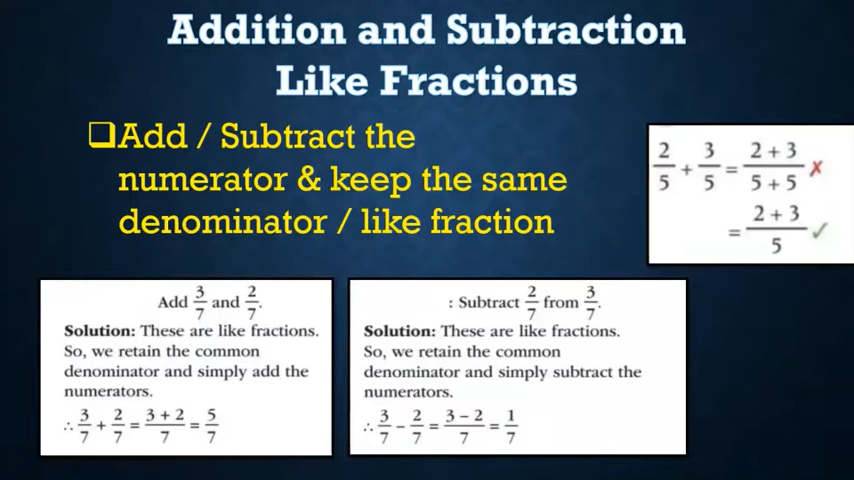 Addition and Subtraction
Like Fractions
❑Add / Subtract the
numerator & keep the same
denominator / like fraction
2/5 + 3/5 = (2 + 3)/(5 + 5) ✗
= (2 + 3)/5 ✓
Add 3/7 and 2/7.
Solution: These are like fractions.
So, we retain the common
denominator and simply add the
numerators.
∴ 3/7 + 2/7 = (3 + 2)/7 = 5/7
: Subtract 2/7 from 3/7.
Solution: These are like fractions.
So, we retain the common
denominator and simply subtract the
numerators.
∴ 3/7 − 2/7 = (3 − 2)/7 = 1/7